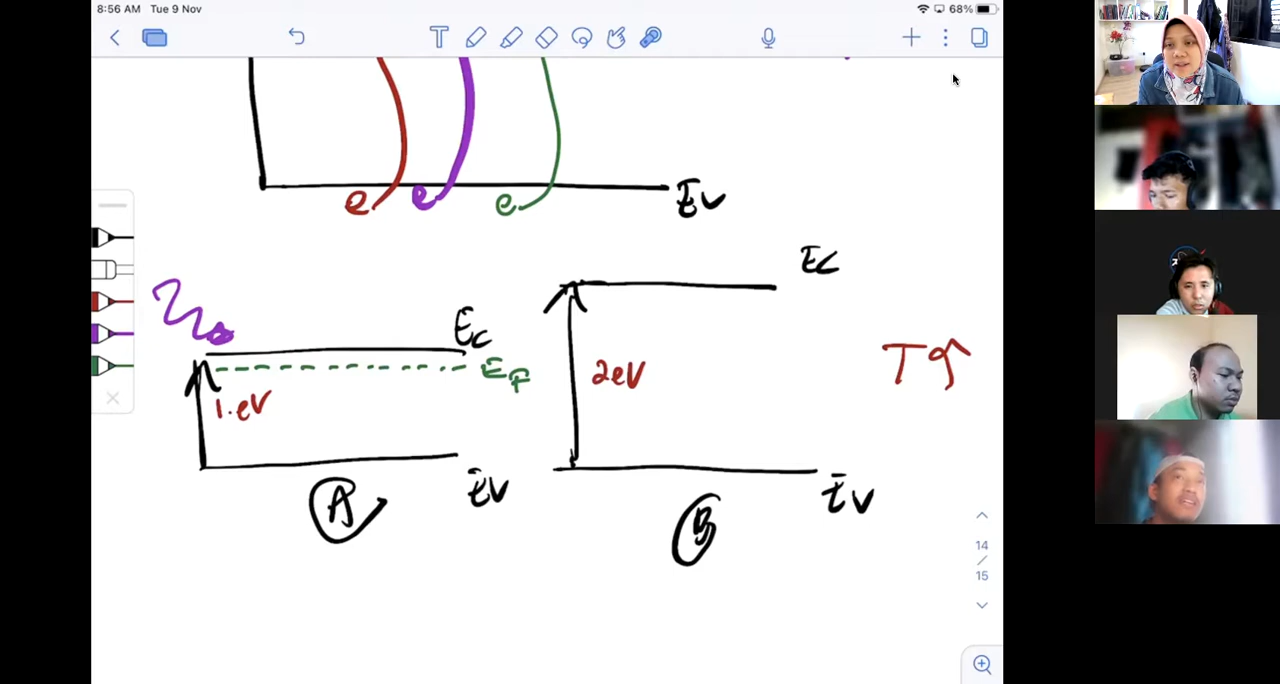 8:56 AM Tue 9 Nov
68%
T
e e e
Ev
Ec
Ec
EF
1.eV
2eV
T↑
Ev
Ev
A
B
14
/
15